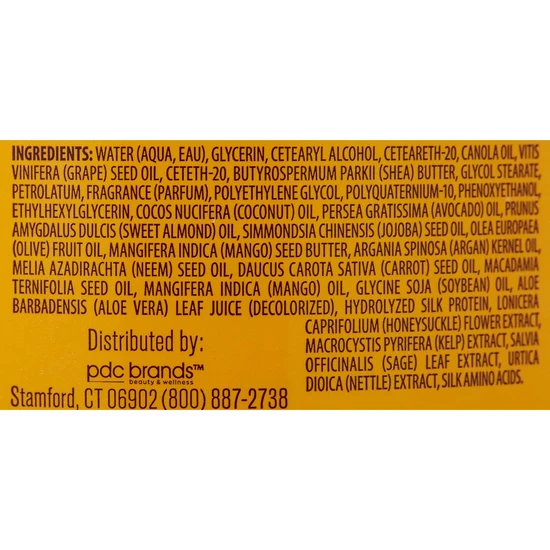 INGREDIENTS: WATER (AQUA, EAU), GLYCERIN, CETEARYL ALCOHOL, CETEARETH-20, CANOLA OIL, VITIS
VINIFERA (GRAPE) SEED OIL, CETETH-20, BUTYROSPERMUM PARKII (SHEA) BUTTER, GLYCOL STEARATE,
PETROLATUM, FRAGRANCE (PARFUM), POLYETHYLENE GLYCOL, POLYQUATERNIUM-10, PHENOXYETHANOL,
ETHYLHEXYLGLYCERIN, COCOS NUCIFERA (COCONUT) OIL, PERSEA GRATISSIMA (AVOCADO) OIL, PRUNUS
AMYGDALUS DULCIS (SWEET ALMOND) OIL, SIMMONDSIA CHINENSIS (JOJOBA) SEED OIL, OLEA EUROPAEA
(OLIVE) FRUIT OIL, MANGIFERA INDICA (MANGO) SEED BUTTER, ARGANIA SPINOSA (ARGAN) KERNEL OIL,
MELIA AZADIRACHTA (NEEM) SEED OIL, DAUCUS CAROTA SATIVA (CARROT) SEED OIL, MACADAMIA
TERNIFOLIA SEED OIL, MANGIFERA INDICA (MANGO) OIL, GLYCINE SOJA (SOYBEAN) OIL, ALOE
BARBADENSIS (ALOE VERA) LEAF JUICE (DECOLORIZED), HYDROLYZED SILK PROTEIN, LONICERA
CAPRIFOLIUM (HONEYSUCKLE) FLOWER EXTRACT,
MACROCYSTIS PYRIFERA (KELP) EXTRACT, SALVIA
OFFICINALIS (SAGE) LEAF EXTRACT, URTICA
DIOICA (NETTLE) EXTRACT, SILK AMINO ACIDS.
Distributed by:
pdc brands™
beauty & wellness
Stamford, CT 06902 (800) 887-2738